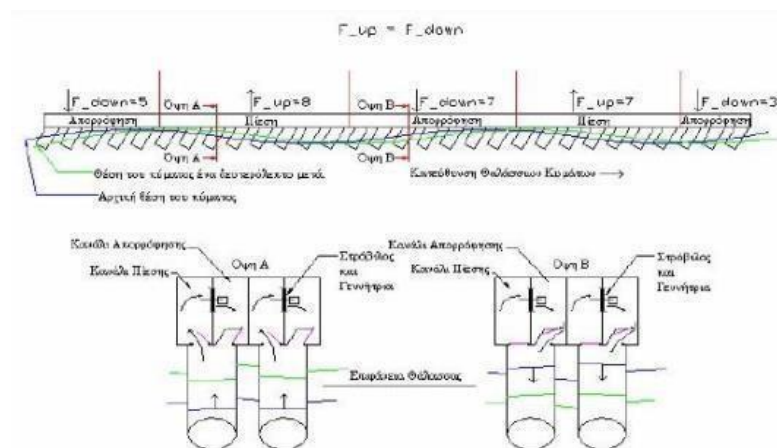 F_up = F_down
F_down=5
Οψη Α
F_up=8
Οψη Β
F_down=7
F_up=7
F_down=3
Απορρόφηση
Πίεση
Απορρόφηση
Πίεση
Απορρόφηση
Οψη Α
Οψη Β
Θέση του κύματος ένα δευτερόλεπτο μετά.
Κατεύθυνση Θαλάσσιων Κυμάτων
Αρχική θέση του κύματος
Κανάλι Απορρόφησης
Κανάλι Πίεσης
Οψη Α
Στρόβιλος
και
Γεννήτρια
Κανάλι Απορρόφησης
Κανάλι Πίεσης
Οψη Β
Στρόβιλος
και
Γεννήτρια
Επιφάνεια Θάλασσας